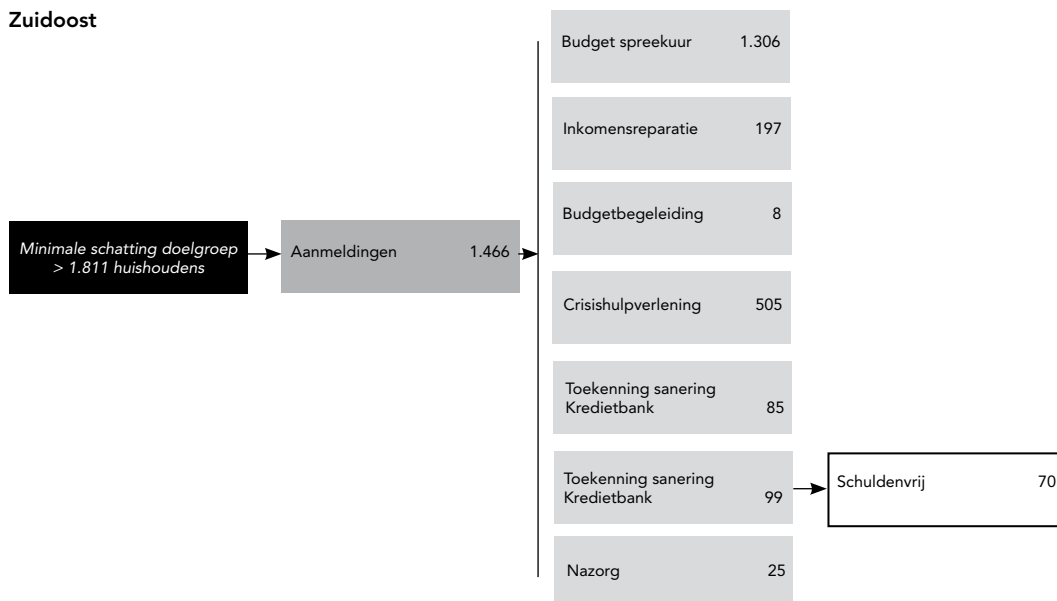 Zuidoost
Minimale schatting doelgroep
> 1.811 huishoudens
Aanmeldingen 1.466
Budget spreekuur 1.306
Inkomensreparatie 197
Budgetbegeleiding 8
Crisishulpverlening 505
Toekenning sanering
Kredietbank 85
Toekenning sanering
Kredietbank 99
Schuldenvrij 70
Nazorg 25